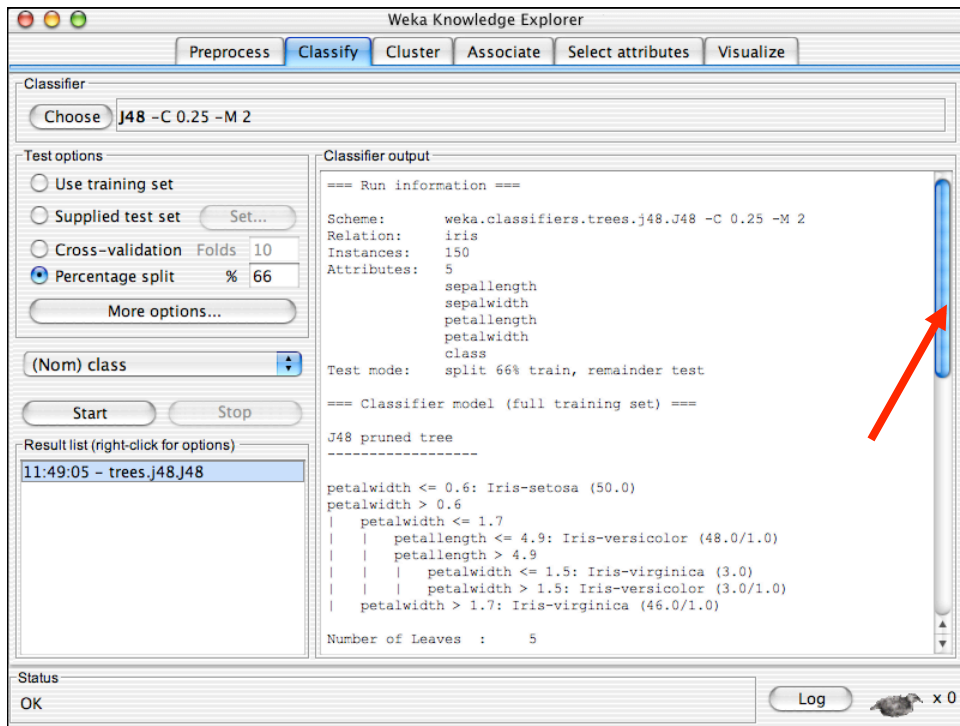 Weka Knowledge Explorer
Preprocess Classify Cluster Associate Select attributes Visualize
Classifier
Choose J48 -C 0.25 -M 2
Test options
Use training set
Supplied test set Set...
Cross-validation Folds 10
Percentage split % 66
More options...
(Nom) class
Start Stop
Result list (right-click for options)
11:49:05 - trees.j48.J48
Classifier output
=== Run information ===
Scheme: weka.classifiers.trees.j48.J48 -C 0.25 -M 2
Relation: iris
Instances: 150
Attributes: 5
sepallength
sepalwidth
petallength
petalwidth
class
Test mode: split 66% train, remainder test
=== Classifier model (full training set) ===
J48 pruned tree
------------------
petalwidth <= 0.6: Iris-setosa (50.0)
petalwidth > 0.6
|   petalwidth <= 1.7
|   |   petallength <= 4.9: Iris-versicolor (48.0/1.0)
|   |   petallength > 4.9
|   |   |   petalwidth <= 1.5: Iris-virginica (3.0)
|   |   |   petalwidth > 1.5: Iris-versicolor (3.0/1.0)
|   petalwidth > 1.7: Iris-virginica (46.0/1.0)
Number of Leaves : 5
Status
OK
Log x 0